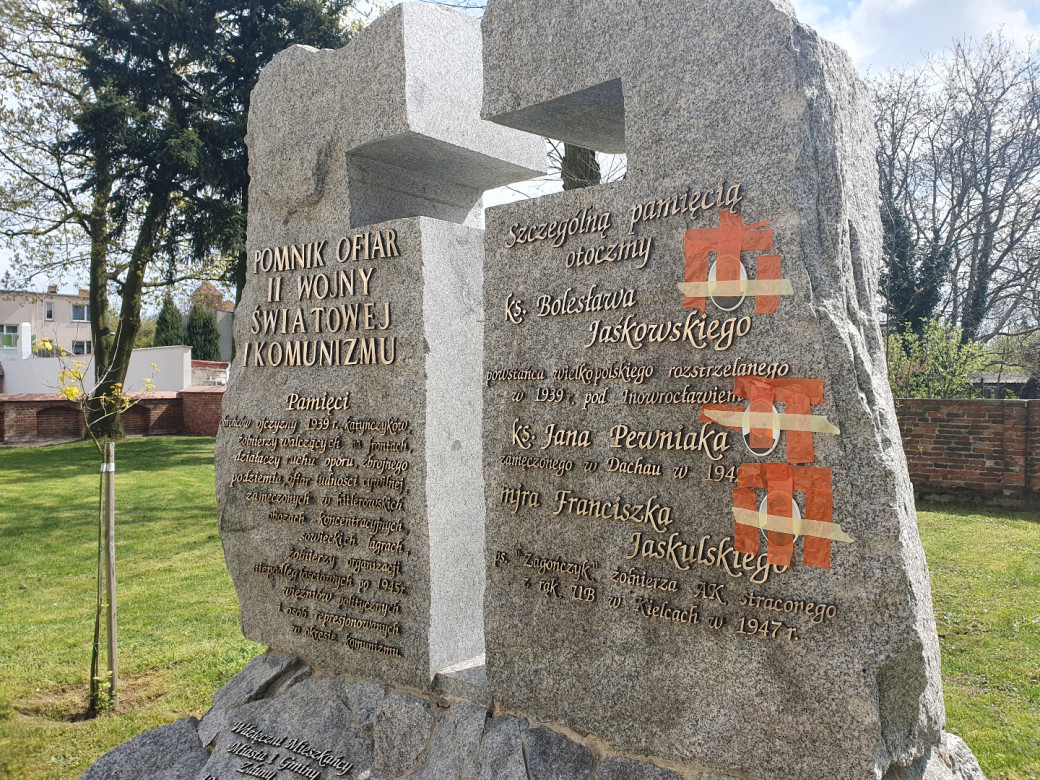 POMNIK OFIAR
II WOJNY
ŚWIATOWEJ
I KOMUNIZMU
Pamięci
ojczyzny 1939 r. katyńczyków,
żołnierzy walczących na frontach,
działaczy ruchu oporu, zbrojnego
podziemia ofiar ludności cywilnej,
zamęczonych w hitlerowskich
obozach koncentracyjnych,
sowieckich łagrach,
żołnierzy organizacji
niepodległościowych po 1945r.
więźniów politycznych
i osób represjonowanych
w okresie komunizmu.
Wdzięczni Mieszkańcy
Miasta i Gminy
Zduny
Szczególną pamięcią
otoczmy
ks. Bolesława
Jaśkowskiego
powstańca wielkopolskiego rozstrzelanego
w 1939 r. pod Inowrocławiem
ks. Jana Pewniaka
zamęczonego w Dachau w
mjra Franciszka
Jaskulskiego
ps. "Zagończyk" żołnierza AK, straconego
z rąk UB w Kielcach w 1947 r.